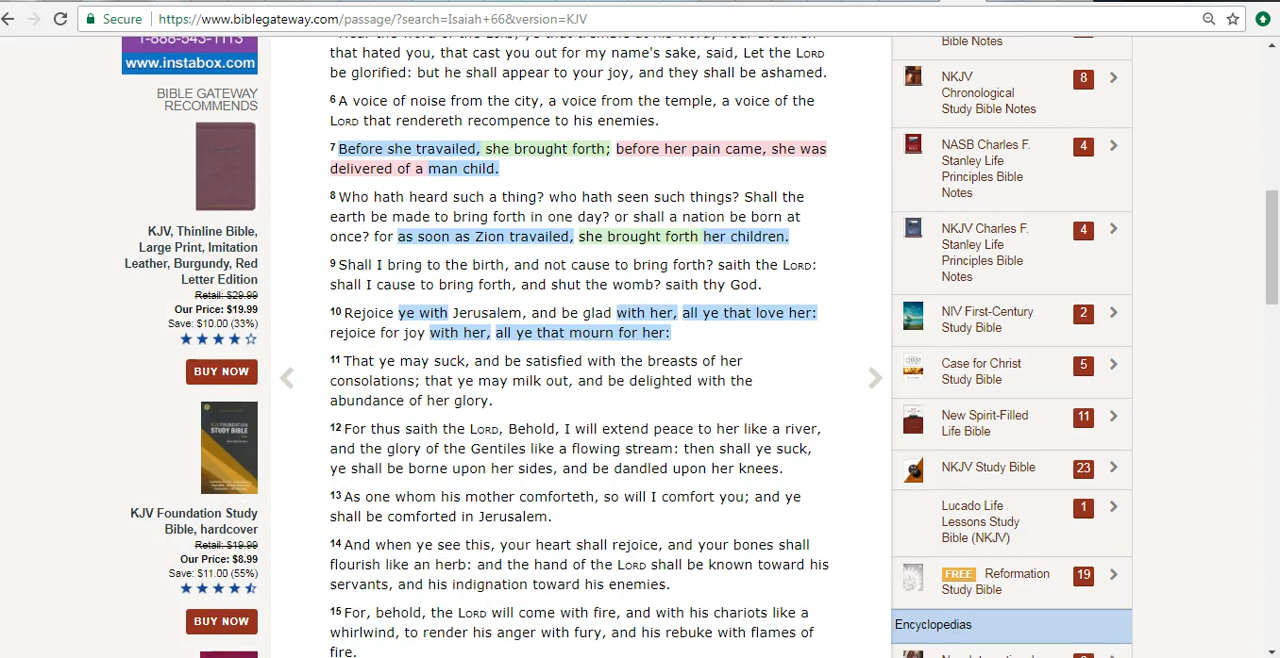 Secure
https://www.biblegateway.com/passage/?search=Isaiah+66&version=KJV
1-888-543-1113
www.instabox.com
BIBLE GATEWAY
RECOMMENDS
KJV, Thinline Bible,
Large Print, Imitation
Leather, Burgundy, Red
Letter Edition
Retail: $29.99
Our Price: $19.99
Save: $10.00 (33%)
BUY NOW
KJV FOUNDATION
STUDY BIBLE
KJV Foundation Study
Bible, hardcover
Retail: $19.99
Our Price: $8.99
Save: $11.00 (55%)
BUY NOW
that hated you, that cast you out for my name's sake, said, Let the LORD
be glorified: but he shall appear to your joy, and they shall be ashamed.
6 A voice of noise from the city, a voice from the temple, a voice of the
LORD that rendereth recompence to his enemies.
7 Before she travailed, she brought forth; before her pain came, she was
delivered of a man child.
8 Who hath heard such a thing? who hath seen such things? Shall the
earth be made to bring forth in one day? or shall a nation be born at
once? for as soon as Zion travailed, she brought forth her children.
9 Shall I bring to the birth, and not cause to bring forth? saith the LORD:
shall I cause to bring forth, and shut the womb? saith thy God.
10 Rejoice ye with Jerusalem, and be glad with her, all ye that love her:
rejoice for joy with her, all ye that mourn for her:
11 That ye may suck, and be satisfied with the breasts of her
consolations; that ye may milk out, and be delighted with the
abundance of her glory.
12 For thus saith the LORD, Behold, I will extend peace to her like a river,
and the glory of the Gentiles like a flowing stream: then shall ye suck,
ye shall be borne upon her sides, and be dandled upon her knees.
13 As one whom his mother comforteth, so will I comfort you; and ye
shall be comforted in Jerusalem.
14 And when ye see this, your heart shall rejoice, and your bones shall
flourish like an herb: and the hand of the LORD shall be known toward his
servants, and his indignation toward his enemies.
15 For, behold, the LORD will come with fire, and with his chariots like a
whirlwind, to render his anger with fury, and his rebuke with flames of
fire.
Bible Notes
NKJV
Chronological
Study Bible Notes
8
NASB Charles F.
Stanley Life
Principles Bible
Notes
4
NKJV Charles F.
Stanley Life
Principles Bible
Notes
4
NIV First-Century
Study Bible
2
Case for Christ
Study Bible
5
New Spirit-Filled
Life Bible
11
NKJV Study Bible
23
Lucado Life
Lessons Study
Bible (NKJV)
1
FREE Reformation
Study Bible
19
Encyclopedias